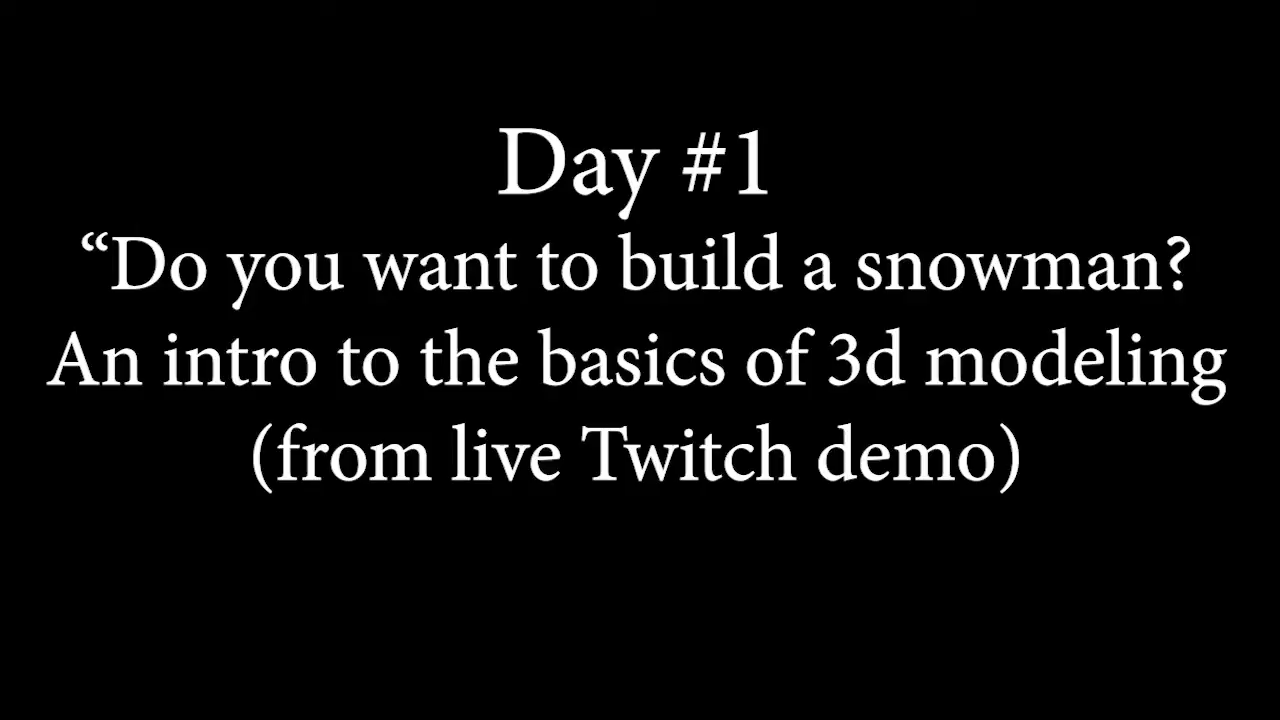 Day #1
“Do you want to build a snowman?
An intro to the basics of 3d modeling
(from live Twitch demo)